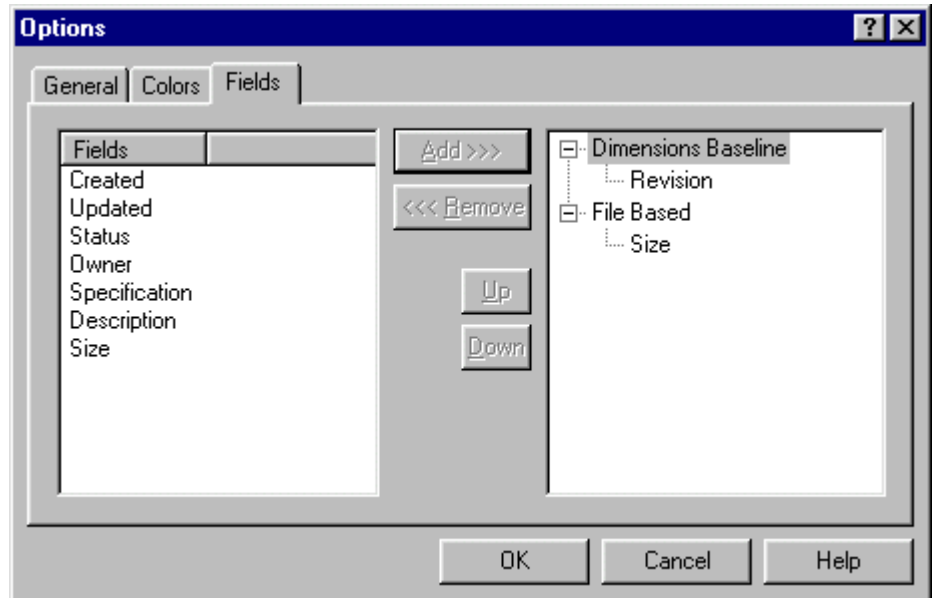 Options
General Colors Fields
Fields
Created
Updated
Status
Owner
Specification
Description
Size
Add >>>
<<< Remove
Up
Down
Dimensions Baseline
Revision
File Based
Size
OK Cancel Help